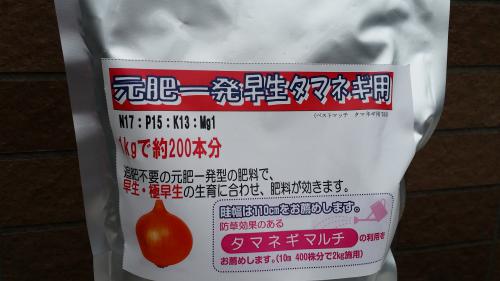 元肥一発早生タマネギ用
N17：P15：K13：Mg1
1kgで約200本分
追肥不要の元肥一発型の肥料で、
早生・極早生の生育に合わせ、肥料が効きます。
畦幅は110cmをお薦めします。
防草効果のある
タマネギマルチ の利用を
お薦めします。(10m 400株分で2kg施用)